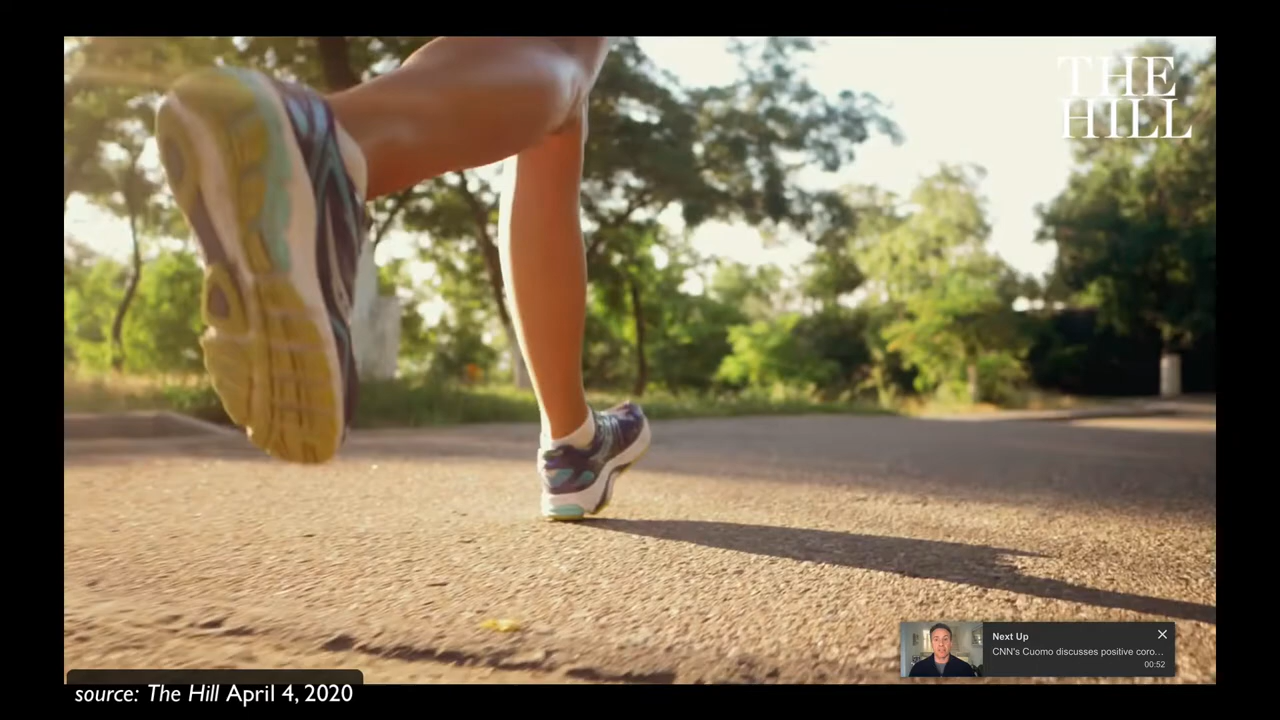 THE
HILL
Next Up
CNN's Cuomo discusses positive coro...
00:52
source: The Hill April 4, 2020